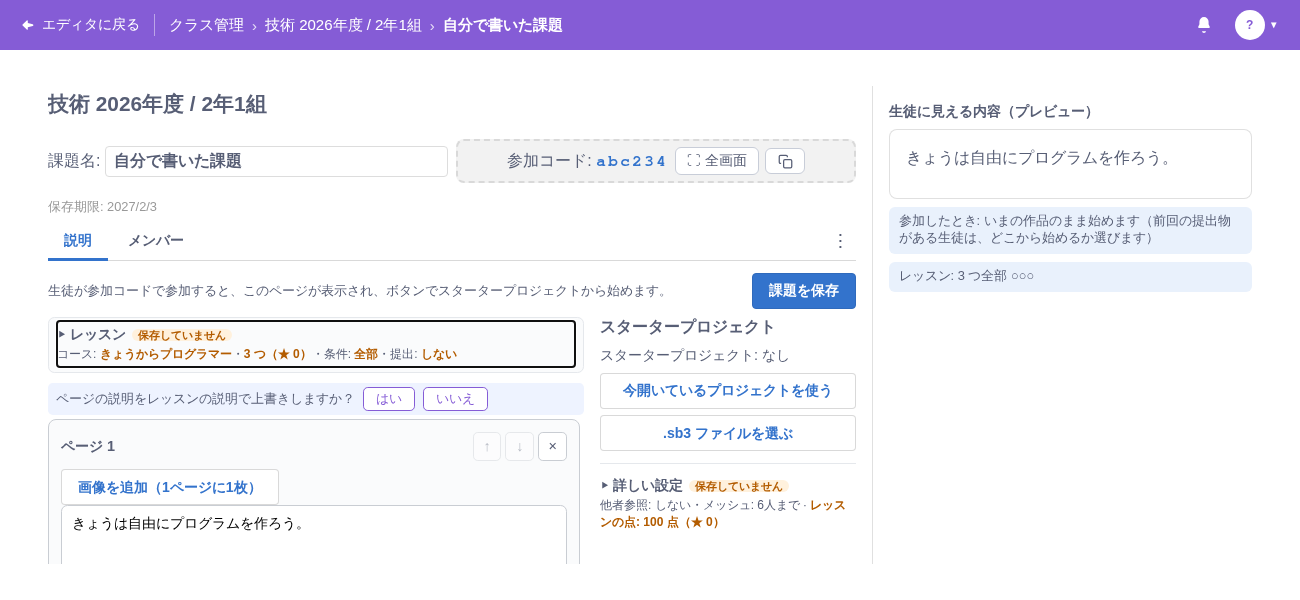 エディタに戻る
クラス管理 › 技術 2026年度 / 2年1組 › 自分で書いた課題
?
技術 2026年度 / 2年1組
課題名: 自分で書いた課題
参加コード: abc234 全画面
保存期限: 2027/2/3
説明 メンバー
生徒が参加コードで参加すると、このページが表示され、ボタンでスタータープロジェクトから始めます。
課題を保存
レッスン 保存していません
コース: きょうからプログラマー・3 つ（★ 0）・条件: 全部・提出: しない
ページの説明をレッスンの説明で上書きしますか？ はい いいえ
ページ 1
↑ ↓ ×
画像を追加（1ページに1枚）
きょうは自由にプログラムを作ろう。
スタータープロジェクト
スタータープロジェクト: なし
今開いているプロジェクトを使う
.sb3 ファイルを選ぶ
詳しい設定 保存していません
他者参照: しない・メッシュ: 6人まで · レッス
ンの点: 100 点（★ 0）
生徒に見える内容（プレビュー）
きょうは自由にプログラムを作ろう。
参加したとき: いまの作品のまま始めます（前回の提出物
がある生徒は、どこから始めるか選びます）
レッスン: 3 つ全部 ○○○